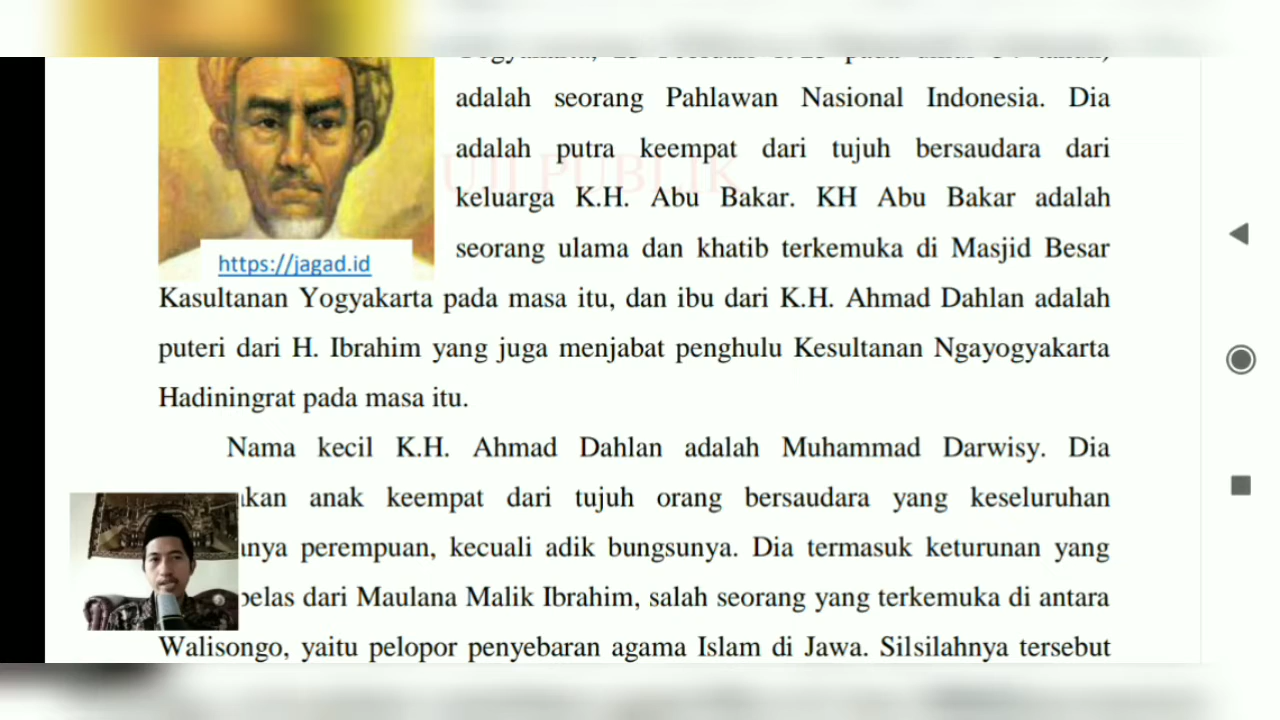 adalah seorang Pahlawan Nasional Indonesia. Dia
adalah putra keempat dari tujuh bersaudara dari
UJI PUBLIK
keluarga K.H. Abu Bakar. KH Abu Bakar adalah
seorang ulama dan khatib terkemuka di Masjid Besar
https://jagad.id
Kasultanan Yogyakarta pada masa itu, dan ibu dari K.H. Ahmad Dahlan adalah
puteri dari H. Ibrahim yang juga menjabat penghulu Kesultanan Ngayogyakarta
Hadiningrat pada masa itu.
Nama kecil K.H. Ahmad Dahlan adalah Muhammad Darwisy. Dia
anak keempat dari tujuh orang bersaudara yang keseluruhan
perempuan, kecuali adik bungsunya. Dia termasuk keturunan yang
dari Maulana Malik Ibrahim, salah seorang yang terkemuka di antara
Walisongo, yaitu pelopor penyebaran agama Islam di Jawa. Silsilahnya tersebut